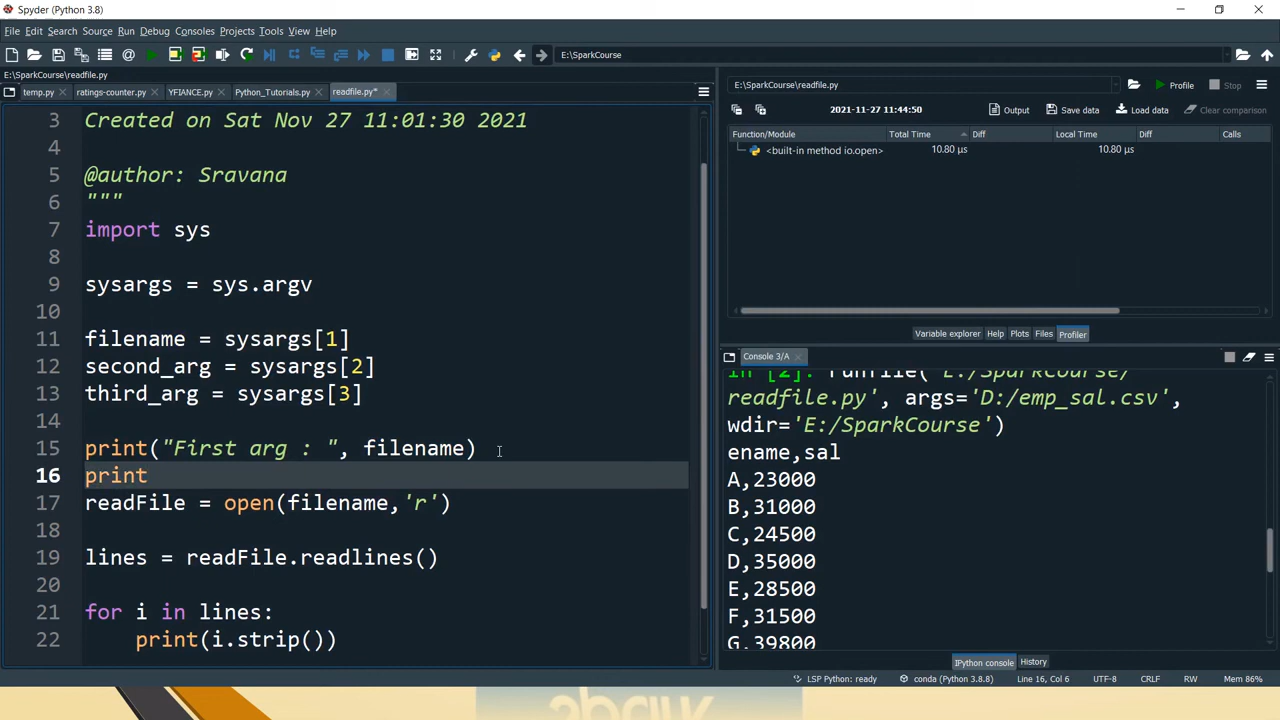 Spyder (Python 3.8)
File Edit Search Source Run Debug Consoles Projects Tools View Help
E:\SparkCourse
E:\SparkCourse\readfile.py
temp.py ratings-counter.py YFIANCE.py Python_Tutorials.py readfile.py*
3 Created on Sat Nov 27 11:01:30 2021
4
5 @author: Sravana
6 """
7 import sys
8
9 sysargs = sys.argv
10
11 filename = sysargs[1]
12 second_arg = sysargs[2]
13 third_arg = sysargs[3]
14
15 print("First arg : ", filename)
16 print
17 readFile = open(filename,'r')
18
19 lines = readFile.readlines()
20
21 for i in lines:
22 print(i.strip())
E:\SparkCourse\readfile.py Profile Stop
2021-11-27 11:44:50 Output Save data Load data Clear comparison
Function/Module Total Time Diff Local Time Diff Calls
<built-in method io.open> 10.80 μs 10.80 μs
Variable explorer Help Plots Files Profiler
Console 3/A
In [2]: runfile('E:/SparkCourse/
readfile.py', args='D:/emp_sal.csv',
wdir='E:/SparkCourse')
ename,sal
A,23000
B,31000
C,24500
D,35000
E,28500
F,31500
G,39800
IPython console History
LSP Python: ready conda (Python 3.8.8) Line 16, Col 6 UTF-8 CRLF RW Mem 86%